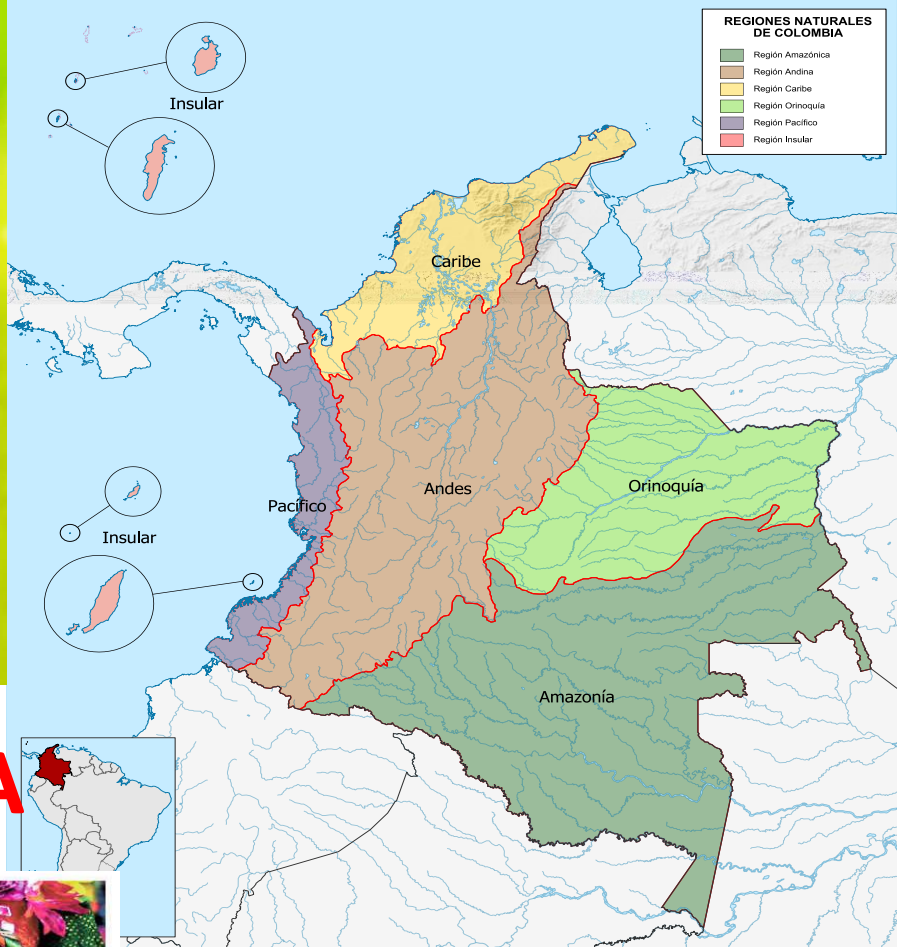 REGIONES NATURALES
DE COLOMBIA
Región Amazónica
Región Andina
Región Caribe
Región Orinoquía
Región Pacífico
Región Insular
Insular
Caribe
Andes
Orinoquía
Pacífico
Insular
Amazonía
A